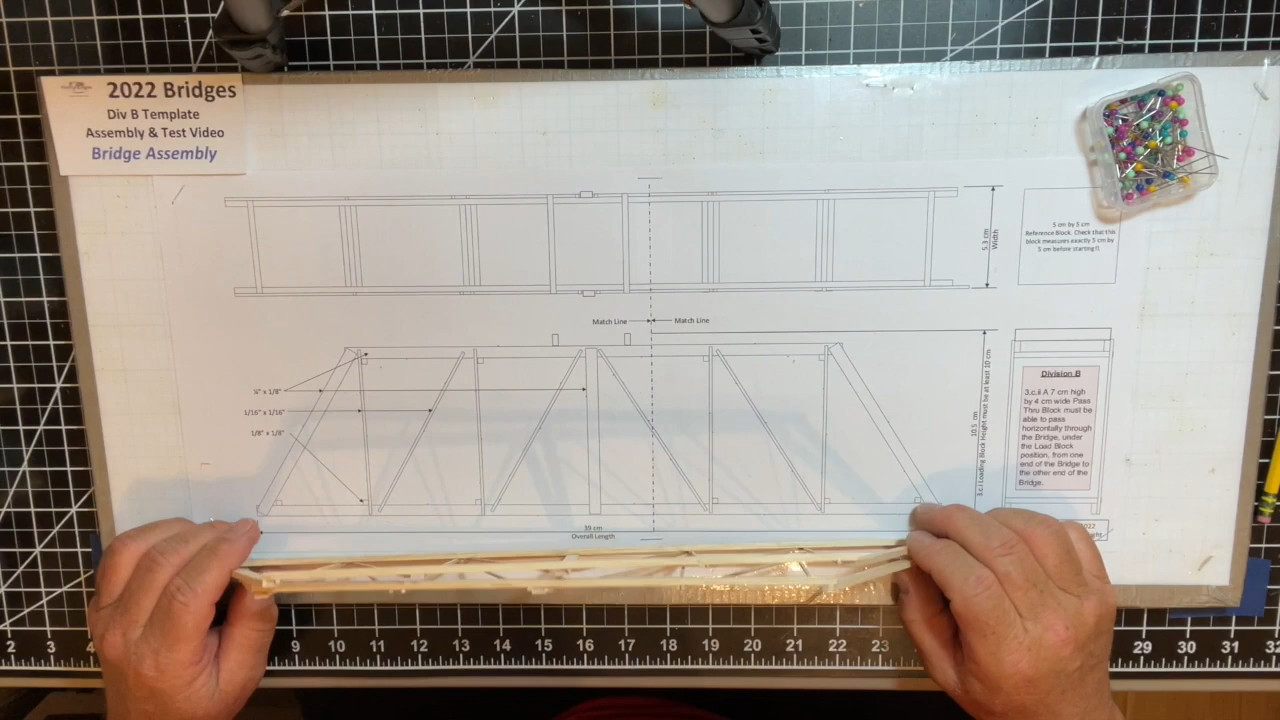 2022 Bridges
Div B Template
Assembly & Test Video
Bridge Assembly
5.3 cm
Width
5 cm by 5 cm
Reference Block. Check that this
block measures exactly 5 cm by
5 cm before starting!!.
Match Line
Match Line
¼" x 1/8"
1/16" x 1/16"
1/8" x 1/8"
10.5 cm
3.c.i Loading Block Height must be at least 10 cm
Division B
3.c.ii A 7 cm high
by 4 cm wide Pass
Thru Block must be
able to pass
horizontally through
the Bridge, under
the Load Block
position, from one
end of the Bridge to
the other end of the
Bridge.
39 cm
Overall Length
2 3 4 9 10 11 12 13 14 15 16 17 18 19 20 21 22 23 29 30 31 32